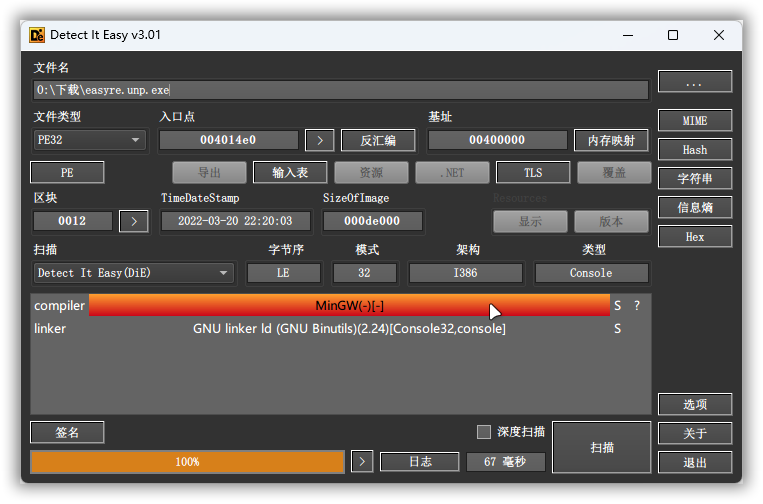 Detect It Easy v3.01
文件名
O:\下载\easyre.unp.exe
...
文件类型 入口点 基址
PE32 004014e0 > 反汇编 00400000 内存映射 MIME
Hash
PE 导出 输入表 资源 .NET TLS 覆盖 字符串
区块 TimeDateStamp SizeOfImage Resources
0012 > 2022-03-20 22:20:03 000de000 显示 版本 信息熵
Hex
扫描 字节序 模式 架构 类型
Detect It Easy(DiE) LE 32 I386 Console
compiler MinGW(-)[-] S ?
linker GNU linker ld (GNU Binutils)(2.24)[Console32,console] S
选项
签名 深度扫描 扫描 关于
100% > 日志 67 毫秒 退出